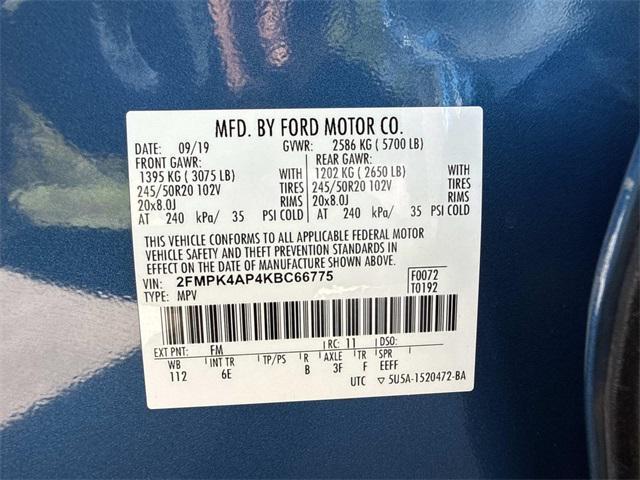 MFD. BY FORD MOTOR CO.
DATE: 09/19 GVWR: 2586 KG ( 5700 LB)
FRONT GAWR: REAR GAWR:
1395 KG ( 3075 LB) WITH 1202 KG ( 2650 LB) WITH
245/50R20 102V TIRES 245/50R20 102V TIRES
20x8.0J RIMS 20x8.0J RIMS
AT 240 kPa/ 35 PSI COLD AT 240 kPa/ 35 PSI COLD
THIS VEHICLE CONFORMS TO ALL APPLICABLE FEDERAL MOTOR
VEHICLE SAFETY AND THEFT PREVENTION STANDARDS IN
EFFECT ON THE DATE OF MANUFACTURE SHOWN ABOVE.
VIN: 2FMPK4AP4KBC66775 F0072
TYPE: MPV T0192
EXT PNT: FM RC: 11 DSO:
WB INT TR TP/PS R AXLE TR SPR
112 6E B 3F F EEFF
UTC ▽ 5U5A-1520472-BA